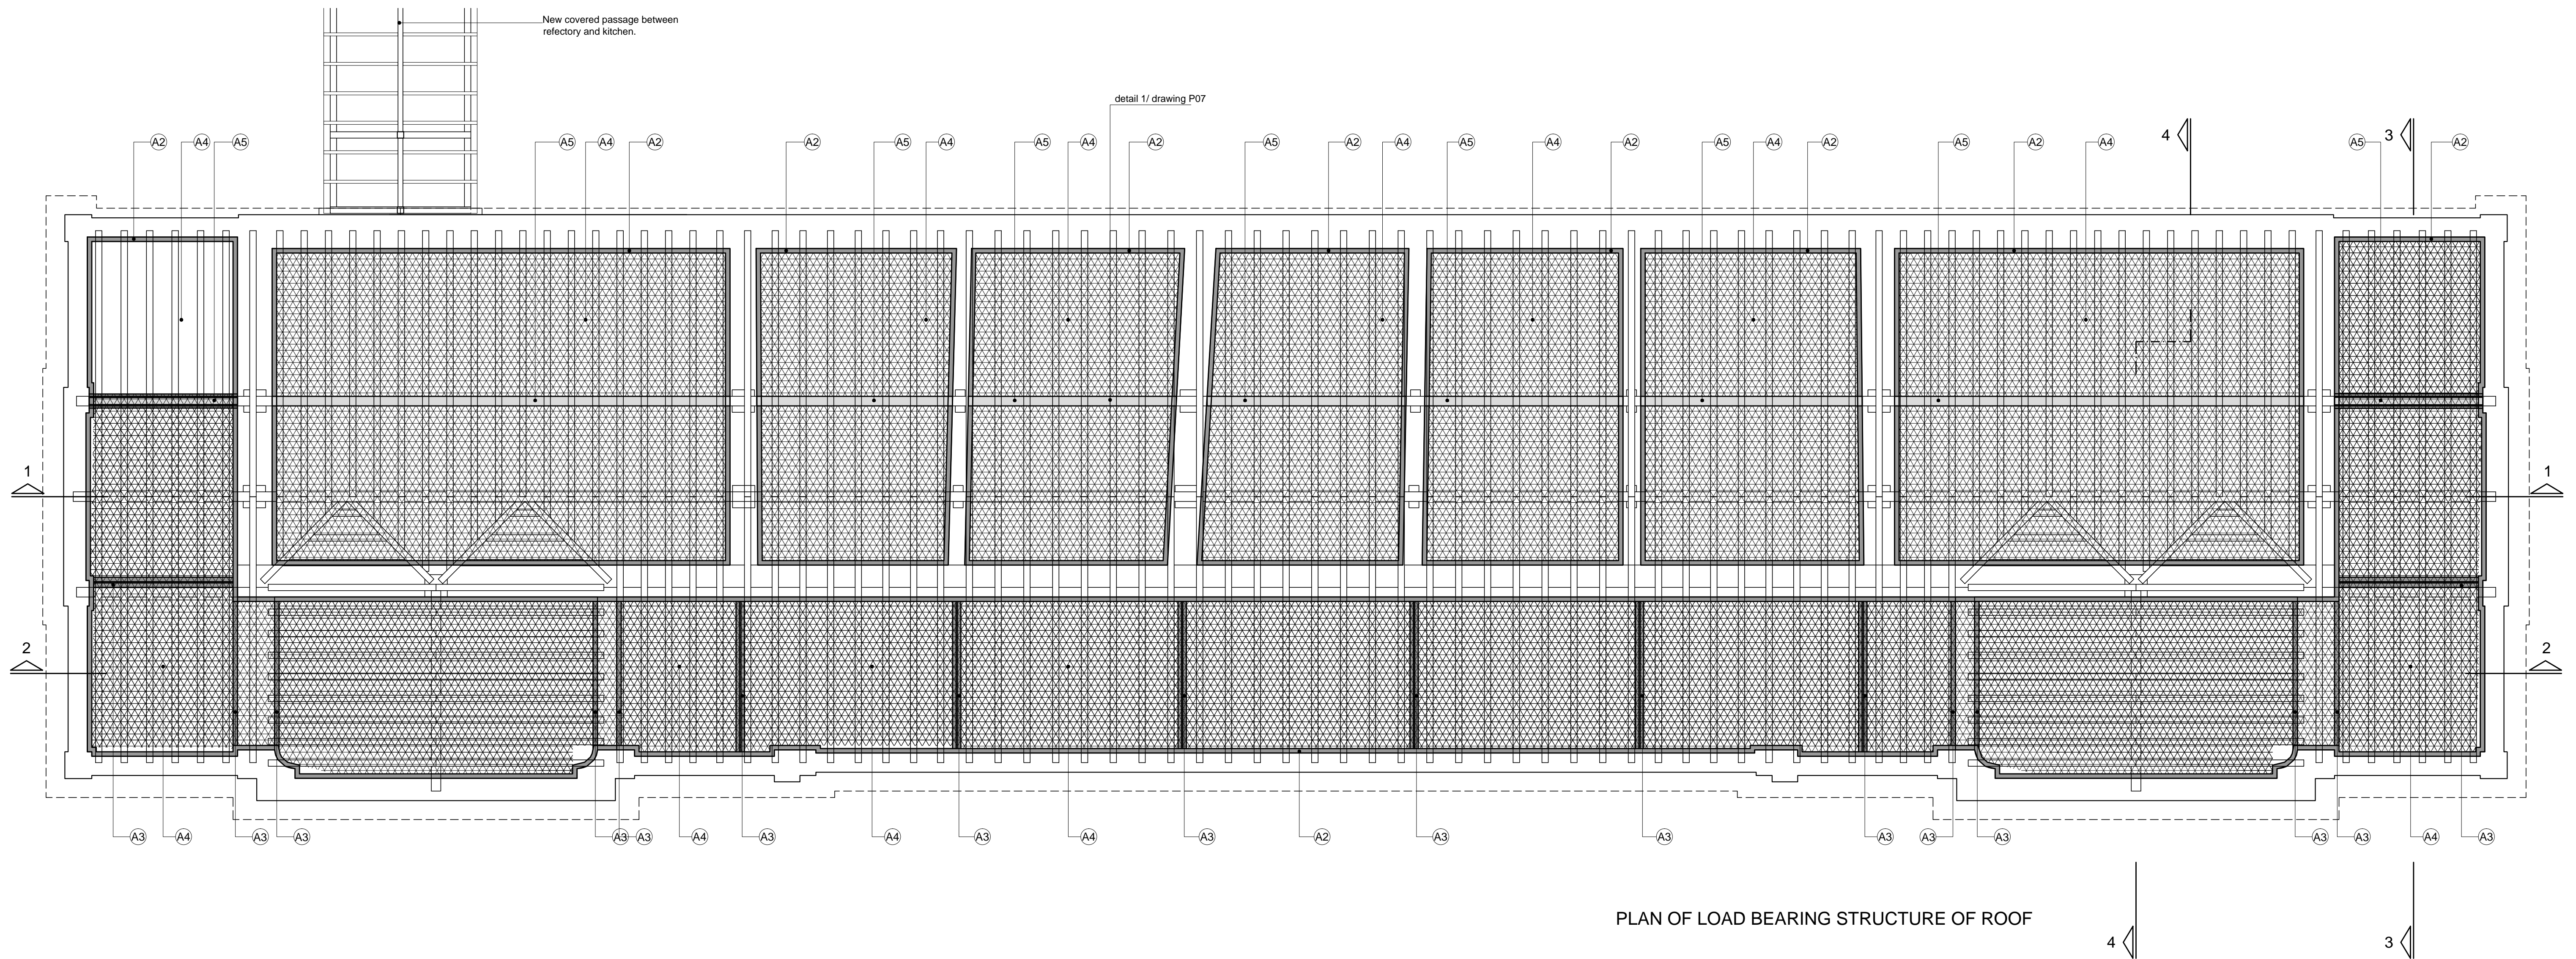 New covered passage between
refectory and kitchen.
detail 1/ drawing P07
4 3
A2 A4 A5 A5 A4 A2 A2 A5 A4 A5 A4 A2 A5 A2 A4 A5 A4 A2 A5 A4 A2 A5 A2 A4 A5 A2
1 1
2 2
A3 A4 A3 A3 A3 A3 A4 A3 A4 A3 A4 A3 A2 A3 A3 A3 A3 A3 A3 A3 A4 A3
PLAN OF LOAD BEARING STRUCTURE OF ROOF
4 3